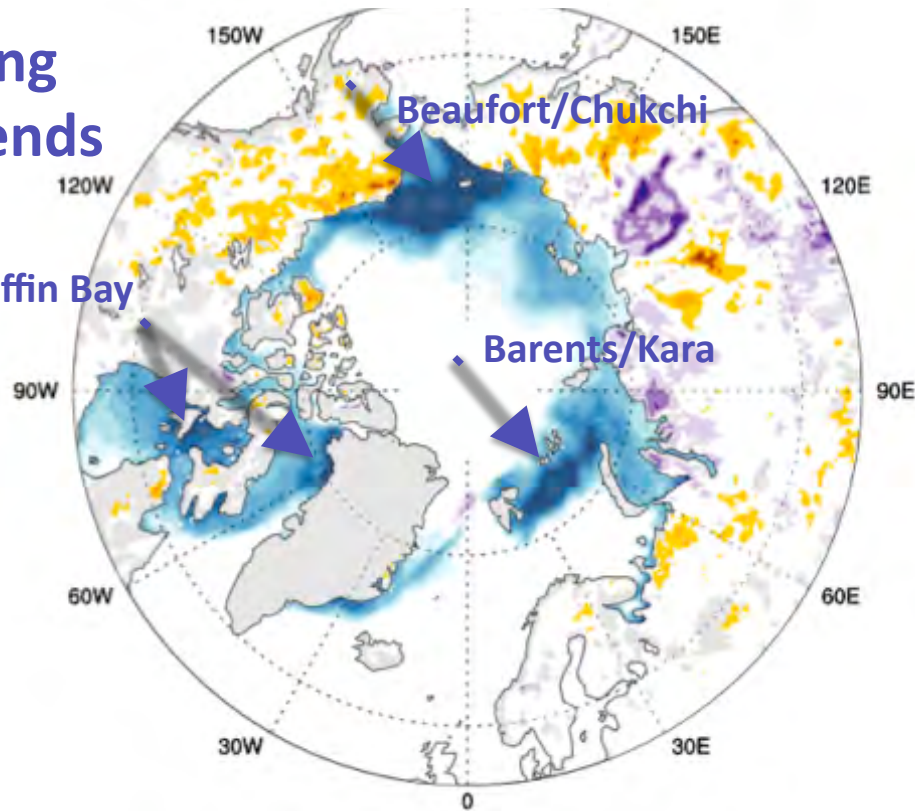 ng
ends
150W
150E
Beaufort/Chukchi
120W
120E
ffin Bay
Barents/Kara
90W
90E
60W
60E
30W
30E
0